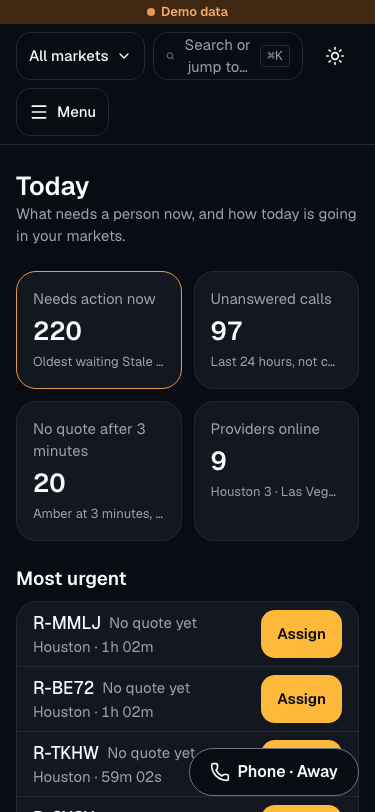 Demo data
All markets
Search or
jump to...
⌘K
Menu
Today
What needs a person now, and how today is going
in your markets.
Needs action now
220
Oldest waiting Stale ...
Unanswered calls
97
Last 24 hours, not c...
No quote after 3
minutes
20
Amber at 3 minutes, ...
Providers online
9
Houston 3 · Las Veg...
Most urgent
R-MMLJ No quote yet
Houston · 1h 02m
Assign
R-BE72 No quote yet
Houston · 1h 02m
Assign
R-TKHW No quote yet
Houston · 59m 02s
Phone · Away